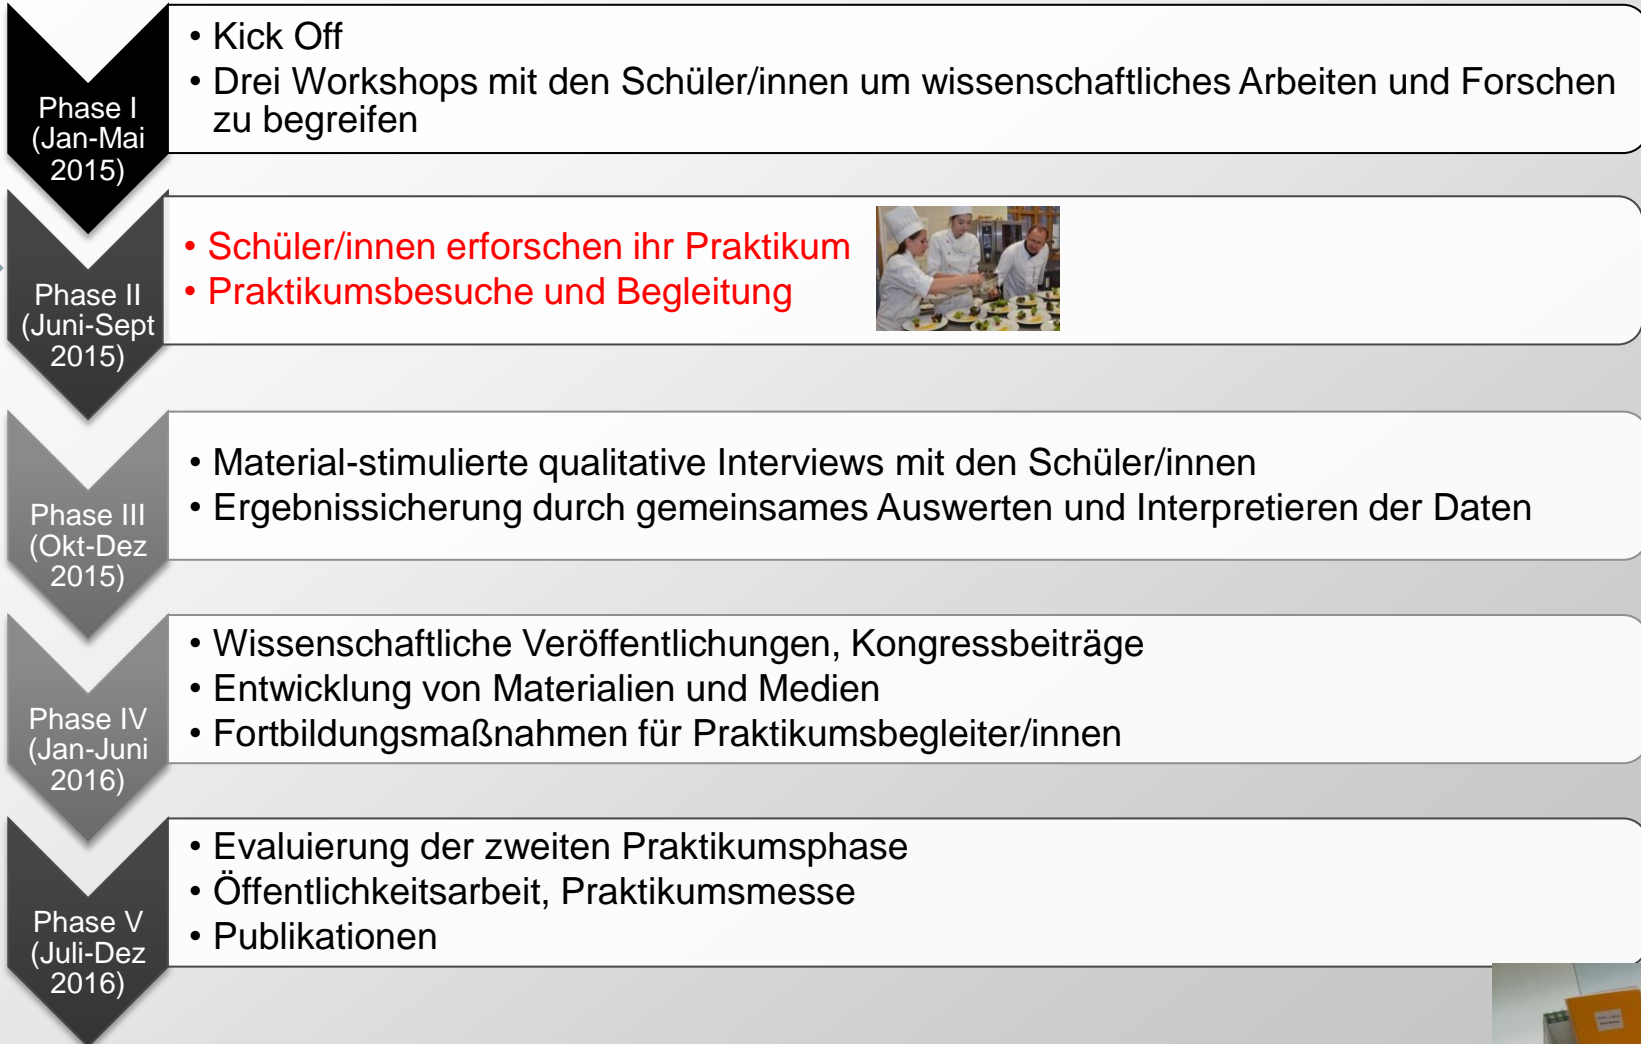 Phase I
(Jan-Mai
2015)
• Kick Off
• Drei Workshops mit den Schüler/innen um wissenschaftliches Arbeiten und Forschen
zu begreifen
Phase II
(Juni-Sept
2015)
• Schüler/innen erforschen ihr Praktikum
• Praktikumsbesuche und Begleitung
Phase III
(Okt-Dez
2015)
• Material-stimulierte qualitative Interviews mit den Schüler/innen
• Ergebnissicherung durch gemeinsames Auswerten und Interpretieren der Daten
Phase IV
(Jan-Juni
2016)
• Wissenschaftliche Veröffentlichungen, Kongressbeiträge
• Entwicklung von Materialien und Medien
• Fortbildungsmaßnahmen für Praktikumsbegleiter/innen
Phase V
(Juli-Dez
2016)
• Evaluierung der zweiten Praktikumsphase
• Öffentlichkeitsarbeit, Praktikumsmesse
• Publikationen